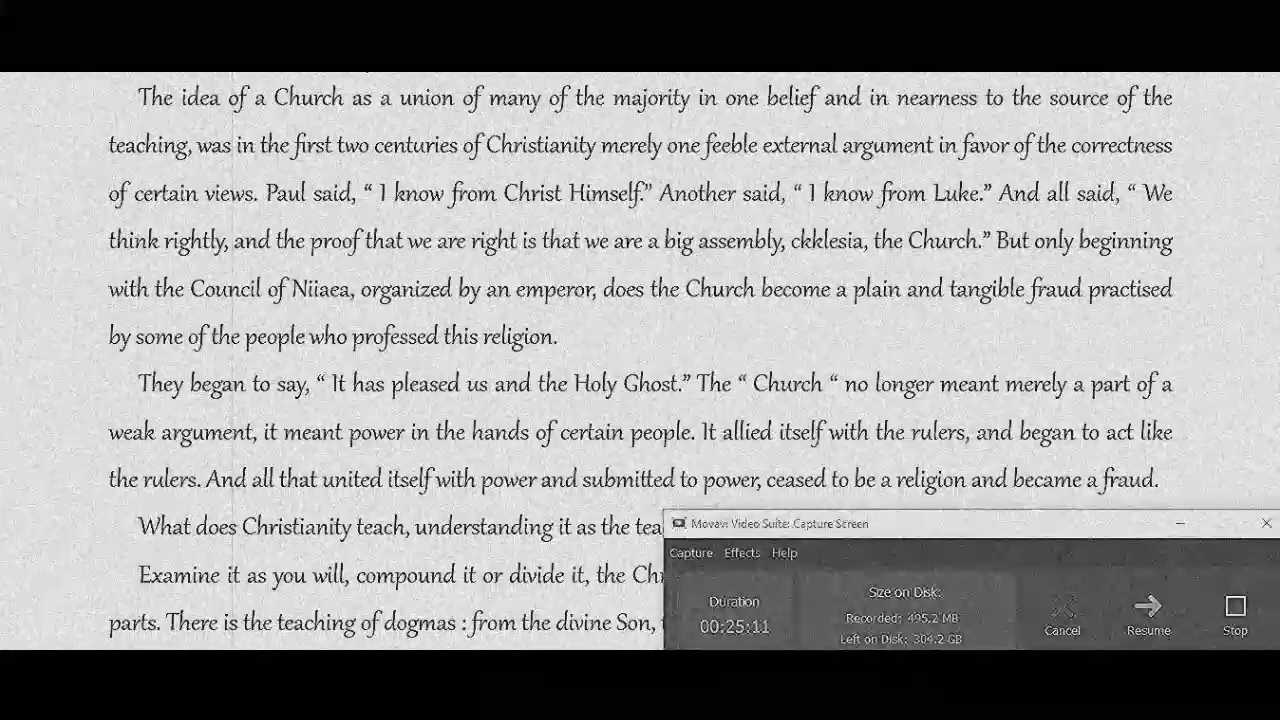 The idea of a Church as a union of many of the majority in one belief and in nearness to the source of the
teaching, was in the first two centuries of Christianity merely one feeble external argument in favor of the correctness
of certain views. Paul said, “ I know from Christ Himself.” Another said, “ I know from Luke.” And all said, “ We
think rightly, and the proof that we are right is that we are a big assembly, ckklesia, the Church.” But only beginning
with the Council of Niiaea, organized by an emperor, does the Church become a plain and tangible fraud practised
by some of the people who professed this religion.
They began to say, “ It has pleased us and the Holy Ghost.” The “ Church “ no longer meant merely a part of a
weak argument, it meant power in the hands of certain people. It allied itself with the rulers, and began to act like
the rulers. And all that united itself with power and submitted to power, ceased to be a religion and became a fraud.
What does Christianity teach, understanding it as the tea
Examine it as you will, compound it or divide it, the Ch
parts. There is the teaching of dogmas : from the divine Son,
Movavi Video Suite: Capture Screen
Capture Effects Help
Duration
00:25:11
Size on Disk:
Recorded: 495.2 MB
Left on Disk: 304.2 GB
Cancel
Resume
Stop